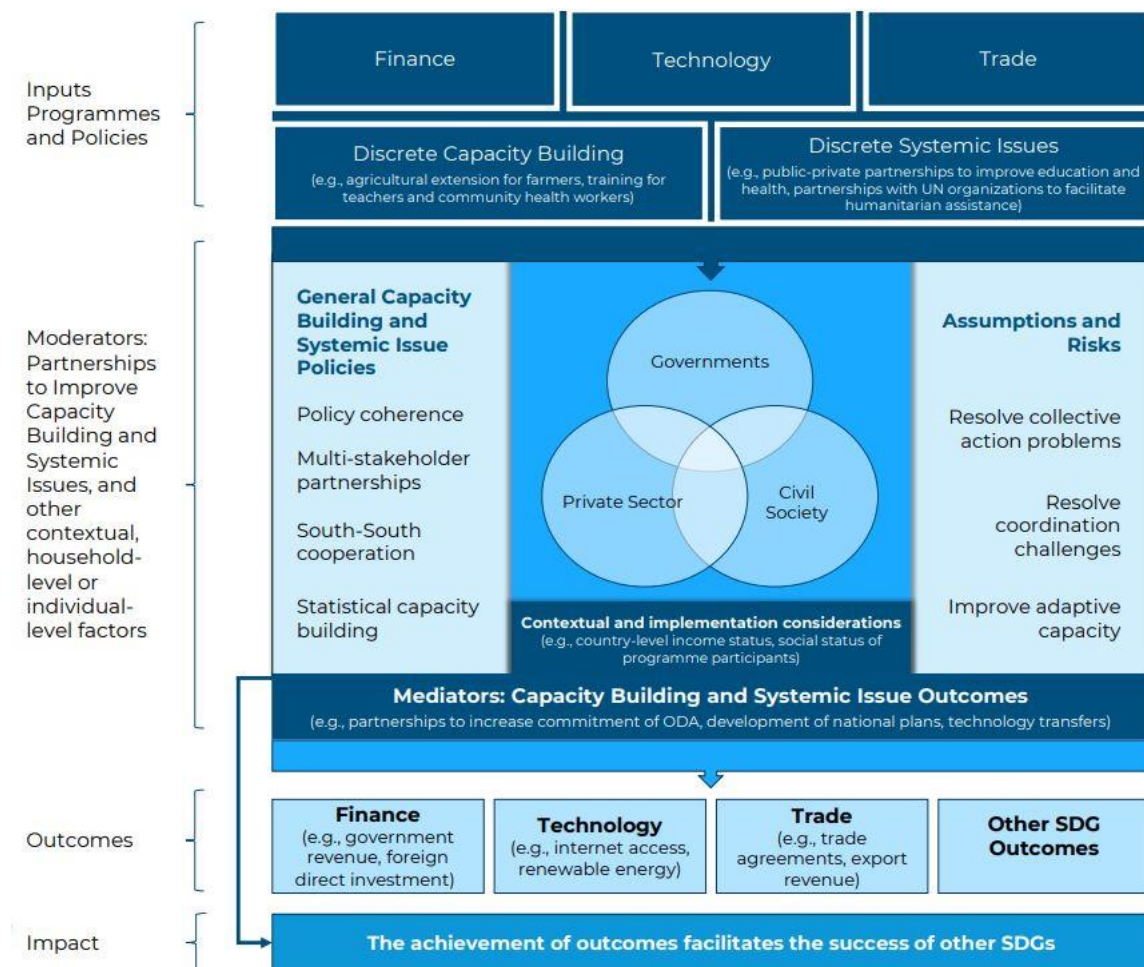 Inputs
Programmes
and Policies
Finance
Technology
Trade
Discrete Capacity Building
(e.g., agricultural extension for farmers, training for
teachers and community health workers)
Discrete Systemic Issues
(e.g., public-private partnerships to improve education and
health, partnerships with UN organizations to facilitate
humanitarian assistance)
Moderators:
Partnerships
to Improve
Capacity
Building and
Systemic
Issues, and
other
contextual,
household-
level or
individual-
level factors
General Capacity
Building and
Systemic Issue
Policies
Policy coherence
Multi-stakeholder
partnerships
South-South
cooperation
Statistical capacity
building
Governments
Private Sector
Civil
Society
Contextual and implementation considerations
(e.g., country-level income status, social status of
programme participants)
Assumptions and
Risks
Resolve collective
action problems
Resolve
coordination
challenges
Improve adaptive
capacity
Mediators: Capacity Building and Systemic Issue Outcomes
(e.g., partnerships to increase commitment of ODA, development of national plans, technology transfers)
Outcomes
Finance
(e.g., government
revenue, foreign
direct investment)
Technology
(e.g., internet access,
renewable energy)
Trade
(e.g., trade
agreements, export
revenue)
Other SDG
Outcomes
Impact
The achievement of outcomes facilitates the success of other SDGs